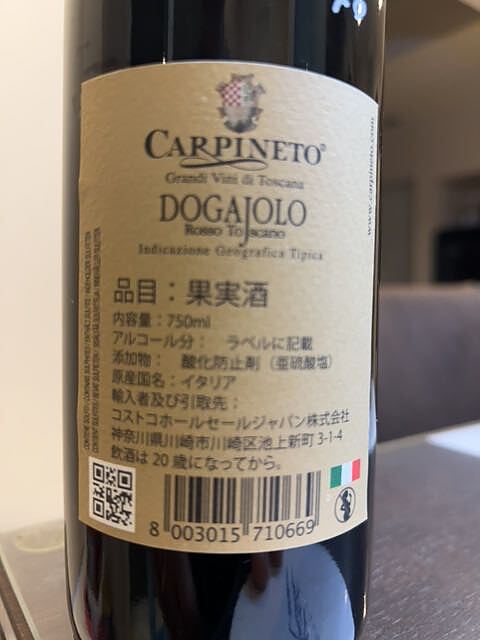 CARPINETO®
Grandi Vini di Toscana
DOGAJOLO
Rosso Toscano
Indicazione Geografica Tipica
www.carpineto.com
品目：果実酒
内容量：750ml
アルコール分： ラベルに記載
添加物： 酸化防止剤（亜硫酸塩）
原産国名：イタリア
輸入者及び引取先：
コストコホールセールジャパン株式会社
神奈川県川崎市川崎区池上新町 3-1-4
飲酒は 20 歳になってから。
8 003015 710669